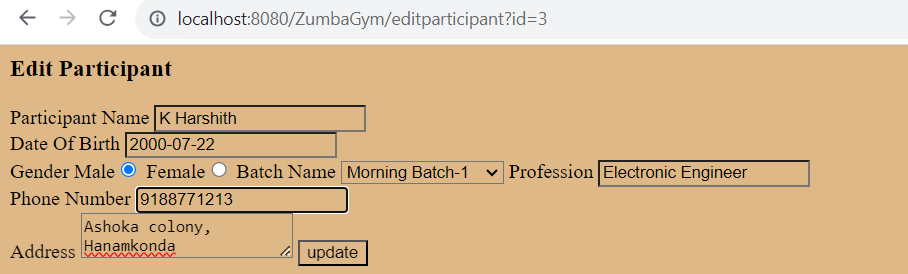 localhost:8080/ZumbaGym/editparticipant?id=3
Edit Participant
Participant Name K Harshith
Date Of Birth 2000-07-22
Gender Male Female Batch Name Morning Batch-1 Profession Electronic Engineer
Phone Number 9188771213
Ashoka colony,
Address Hanamkonda update